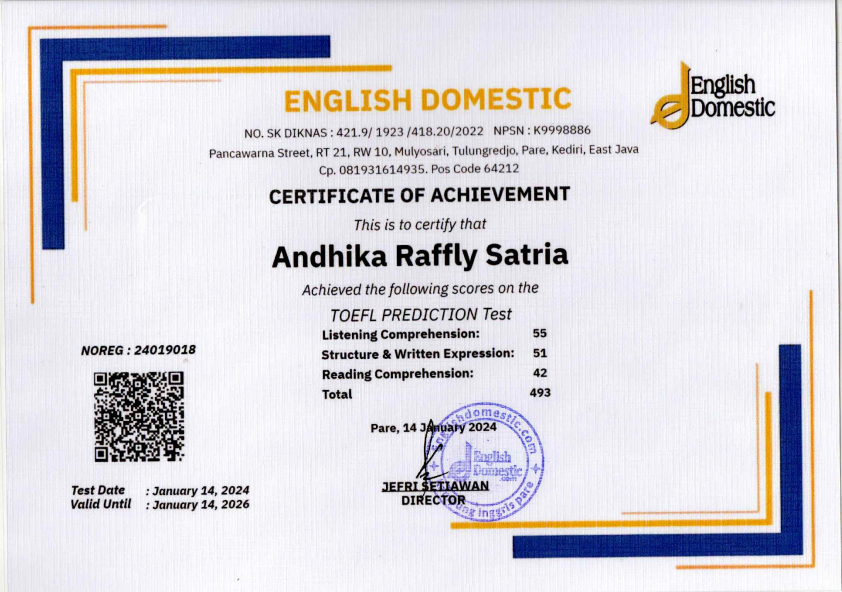 ENGLISH DOMESTIC
English
Domestic
NO. SK DIKNAS : 421.9/ 1923 /418.20/2022 NPSN : K9998886
Pancawarna Street, RT 21, RW 10, Mulyosari, Tulungredjo, Pare, Kediri, East Java
Cp. 081931614935. Pos Code 64212
CERTIFICATE OF ACHIEVEMENT
This is to certify that
Andhika Raffly Satria
Achieved the following scores on the
TOEFL PREDICTION Test
Listening Comprehension: 55
Structure & Written Expression: 51
Reading Comprehension: 42
Total 493
NOREG : 24019018
Pare, 14 January 2024
englishdomestic.com
English
Domestic
.com
inggris pare
JEFRI SETIAWAN
DIRECTOR
Test Date : January 14, 2024
Valid Until : January 14, 2026